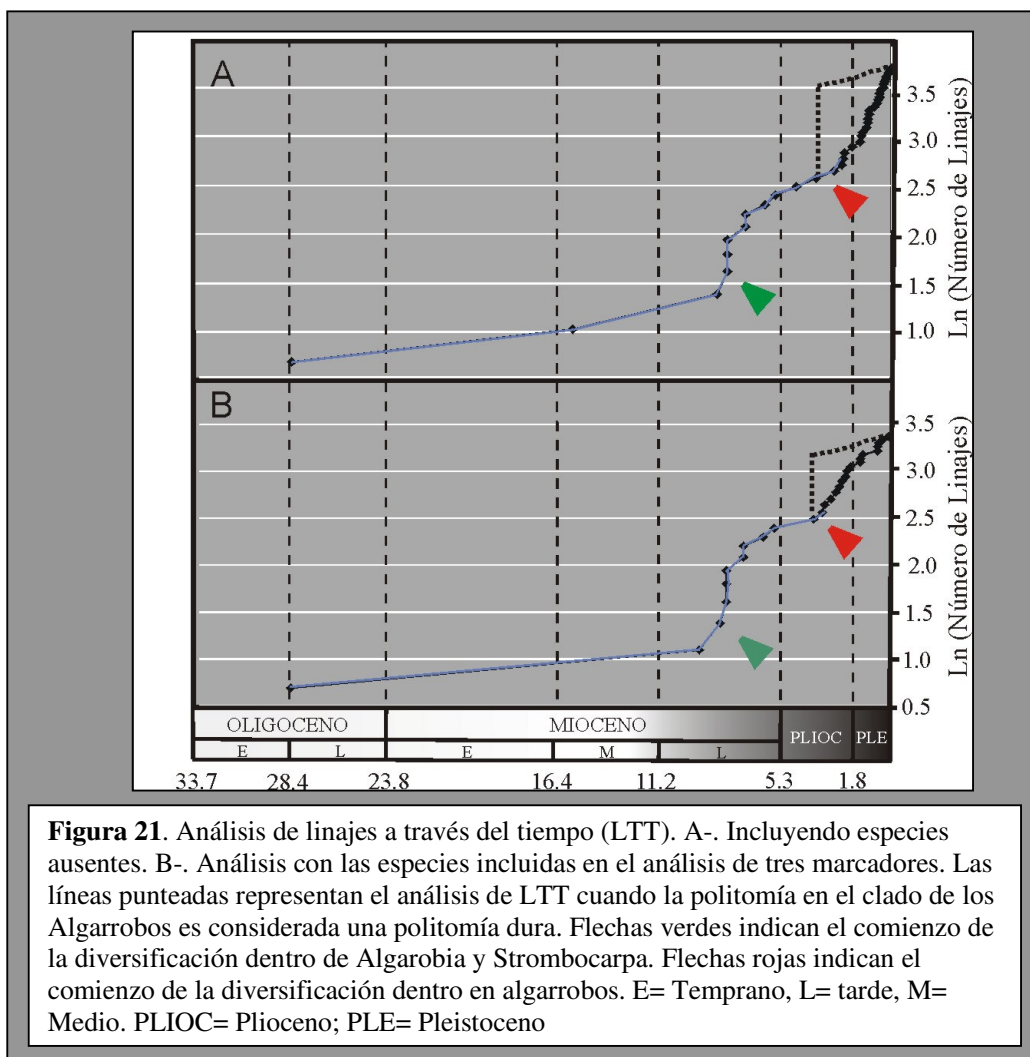 A
3.5
3.0
2.5
2.0
1.5
1.0
Ln (Número de Linajes)
B
3.5
3.0
2.5
2.0
1.5
1.0
0.5
Ln (Número de Linajes)
OLIGOCENO MIOCENO PLIOC PLE
E L E M L
33.7 28.4 23.8 16.4 11.2 5.3 1.8
Figura 21. Análisis de linajes a través del tiempo (LTT). A-. Incluyendo especies
ausentes. B-. Análisis con las especies incluidas en el análisis de tres marcadores. Las
líneas punteadas representan el análisis de LTT cuando la politomía en el clado de los
Algarrobos es considerada una politomía dura. Flechas verdes indican el comienzo de
la diversificación dentro de Algarobia y Strombocarpa. Flechas rojas indican el
comienzo de la diversificación dentro en algarrobos. E= Temprano, L= tarde, M=
Medio. PLIOC= Plioceno; PLE= Pleistoceno